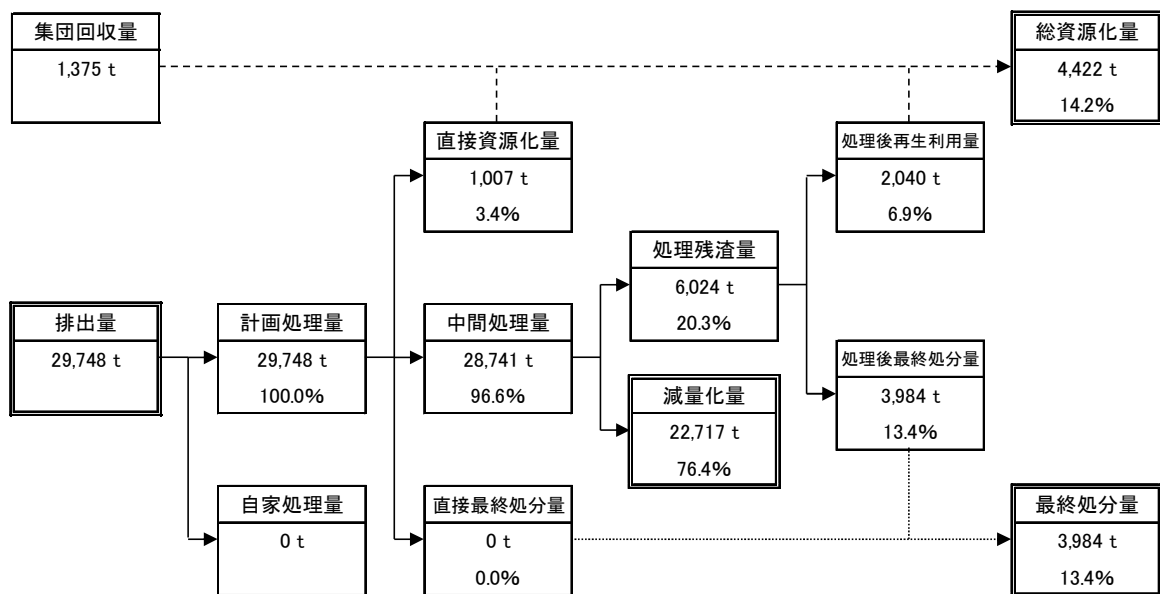 集団回収量
1,375 t
総資源化量
4,422 t
14.2%
直接資源化量
1,007 t
3.4%
処理後再生利用量
2,040 t
6.9%
処理残渣量
6,024 t
20.3%
排出量
29,748 t
計画処理量
29,748 t
100.0%
中間処理量
28,741 t
96.6%
処理後最終処分量
3,984 t
13.4%
減量化量
22,717 t
76.4%
自家処理量
0 t
直接最終処分量
0 t
0.0%
最終処分量
3,984 t
13.4%